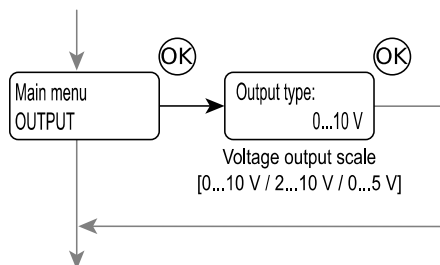 OK
OK
Main menu
OUTPUT
Output type:
0...10 V
Voltage output scale
[0...10 V / 2...10 V / 0...5 V]